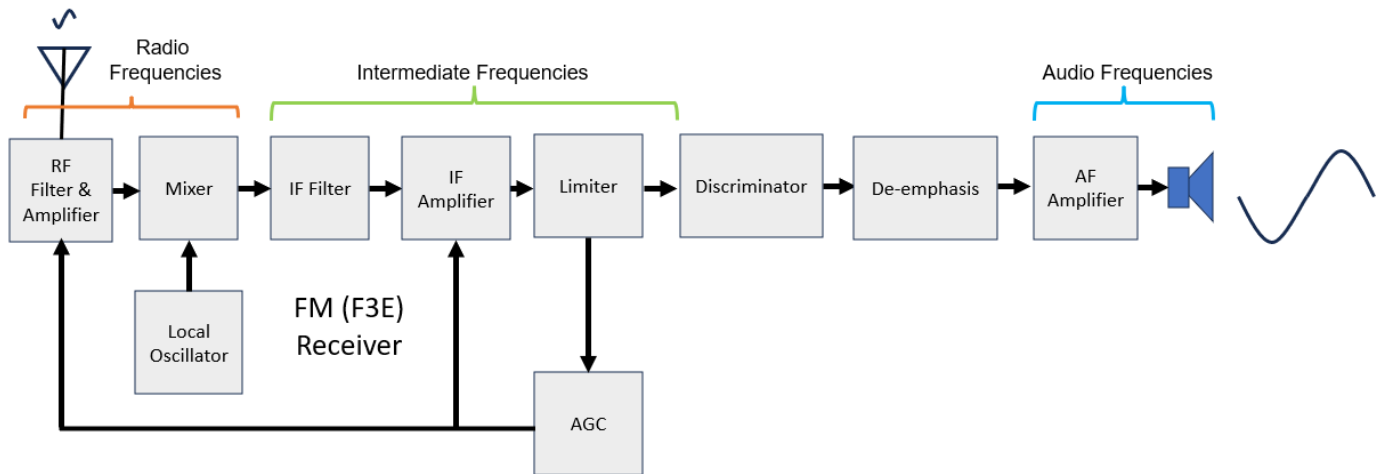 Radio
Frequencies
Intermediate Frequencies
Audio Frequencies
RF
Filter &
Amplifier
Mixer
IF Filter
IF
Amplifier
Limiter
Discriminator
De-emphasis
AF
Amplifier
Local
Oscillator
FM (F3E)
Receiver
AGC